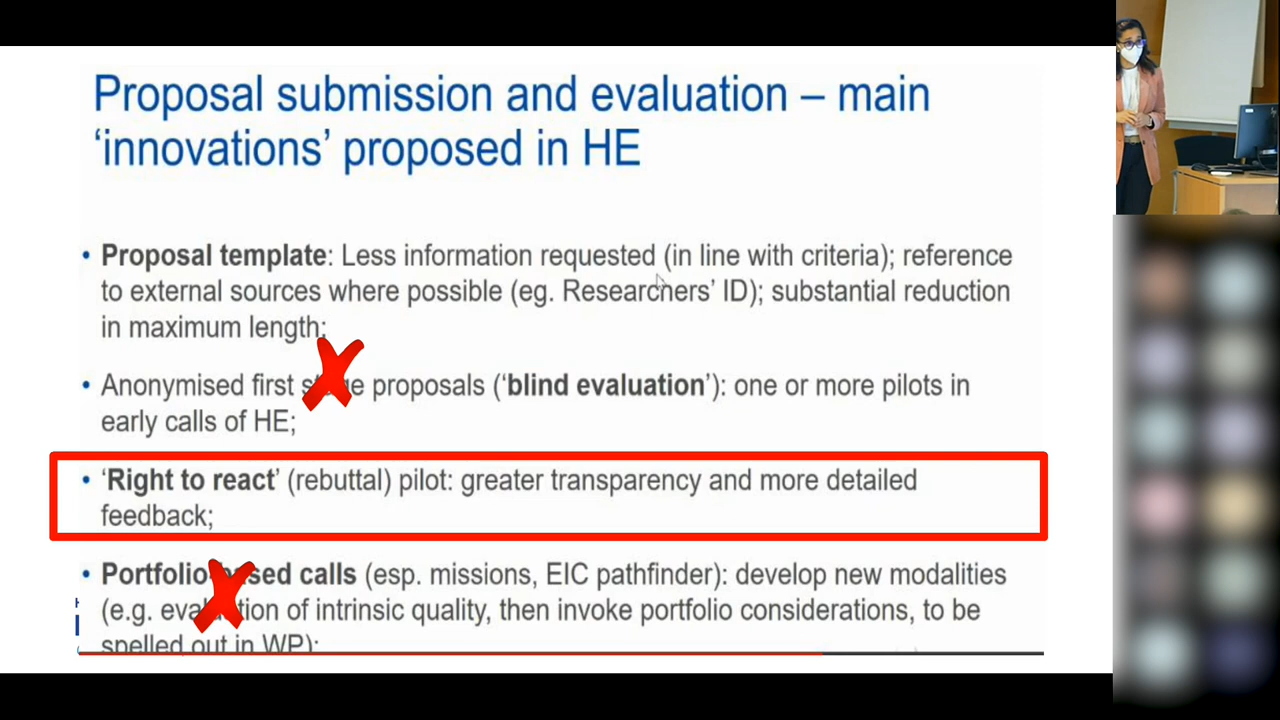 Proposal submission and evaluation – main
‘innovations’ proposed in HE
• Proposal template: Less information requested (in line with criteria); reference
to external sources where possible (eg. Researchers’ ID); substantial reduction
in maximum length;
• Anonymised first stage proposals (‘blind evaluation’): one or more pilots in
early calls of HE;
• ‘Right to react’ (rebuttal) pilot: greater transparency and more detailed
feedback;
• Portfolio-based calls (esp. missions, EIC pathfinder): develop new modalities
(e.g. evaluation of intrinsic quality, then invoke portfolio considerations, to be
spelled out in WP);